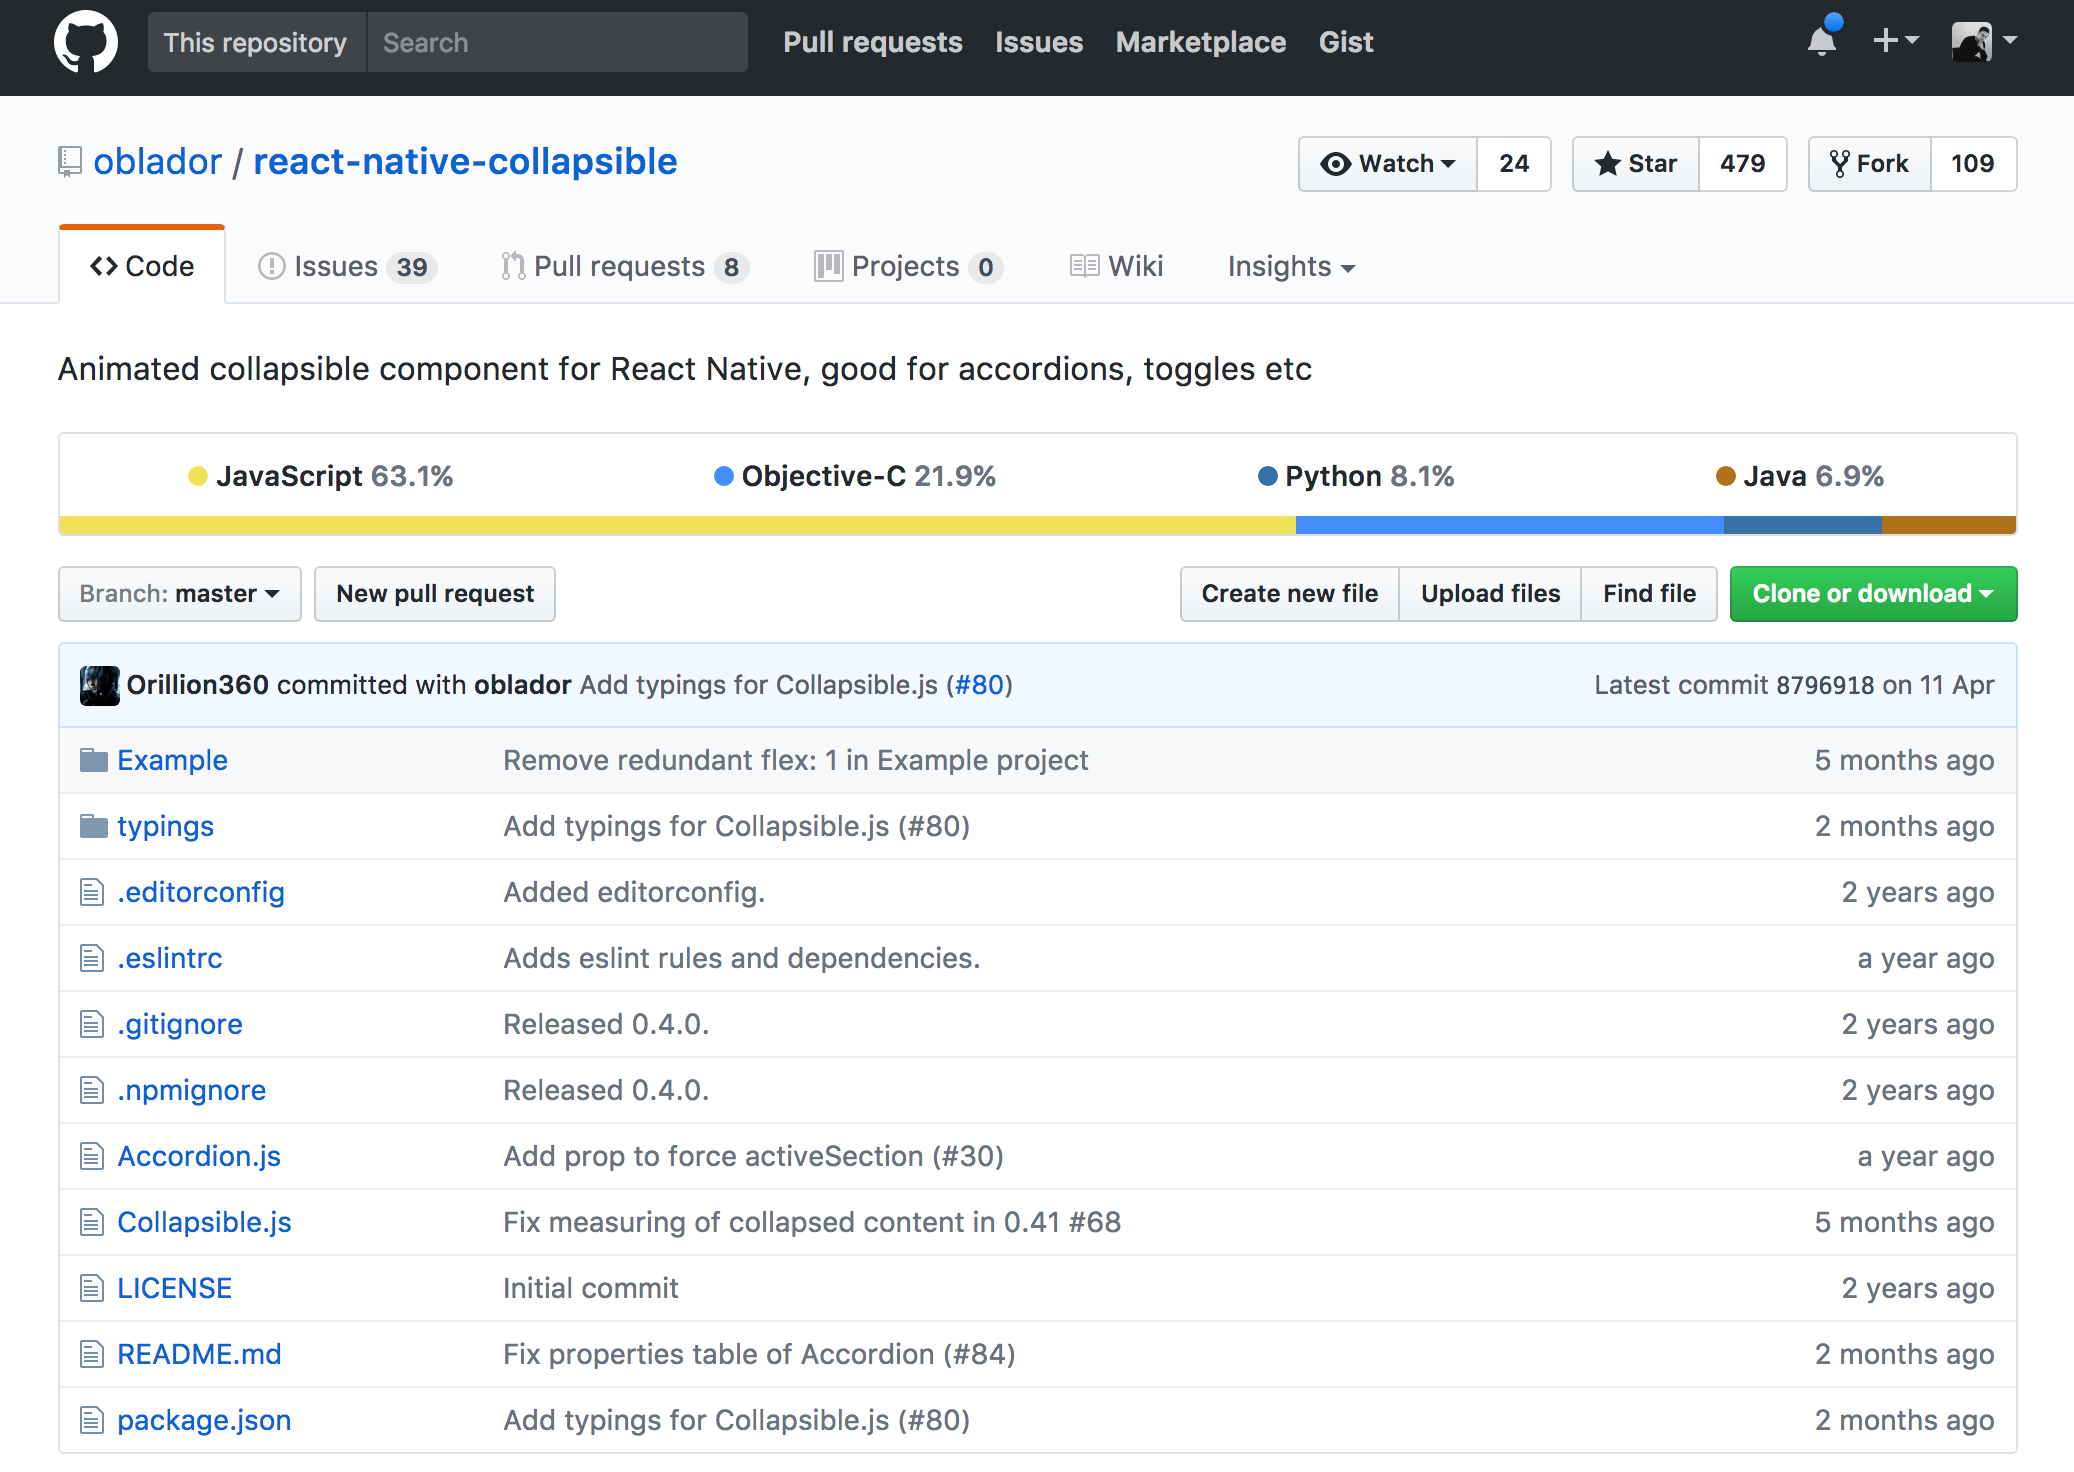 This repository Search Pull requests Issues Marketplace Gist
oblador / react-native-collapsible Watch 24 Star 479 Fork 109
Code Issues 39 Pull requests 8 Projects 0 Wiki Insights
Animated collapsible component for React Native, good for accordions, toggles etc
JavaScript 63.1% Objective-C 21.9% Python 8.1% Java 6.9%
Branch: master New pull request Create new file Upload files Find file Clone or download
Orillion360 committed with oblador Add typings for Collapsible.js (#80) Latest commit 8796918 on 11 Apr
Example Remove redundant flex: 1 in Example project 5 months ago
typings Add typings for Collapsible.js (#80) 2 months ago
.editorconfig Added editorconfig. 2 years ago
.eslintrc Adds eslint rules and dependencies. a year ago
.gitignore Released 0.4.0. 2 years ago
.npmignore Released 0.4.0. 2 years ago
Accordion.js Add prop to force activeSection (#30) a year ago
Collapsible.js Fix measuring of collapsed content in 0.41 #68 5 months ago
LICENSE Initial commit 2 years ago
README.md Fix properties table of Accordion (#84) 2 months ago
package.json Add typings for Collapsible.js (#80) 2 months ago